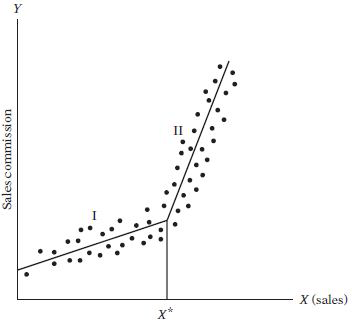 Y
Sales commission
I
II
X (sales)
X*